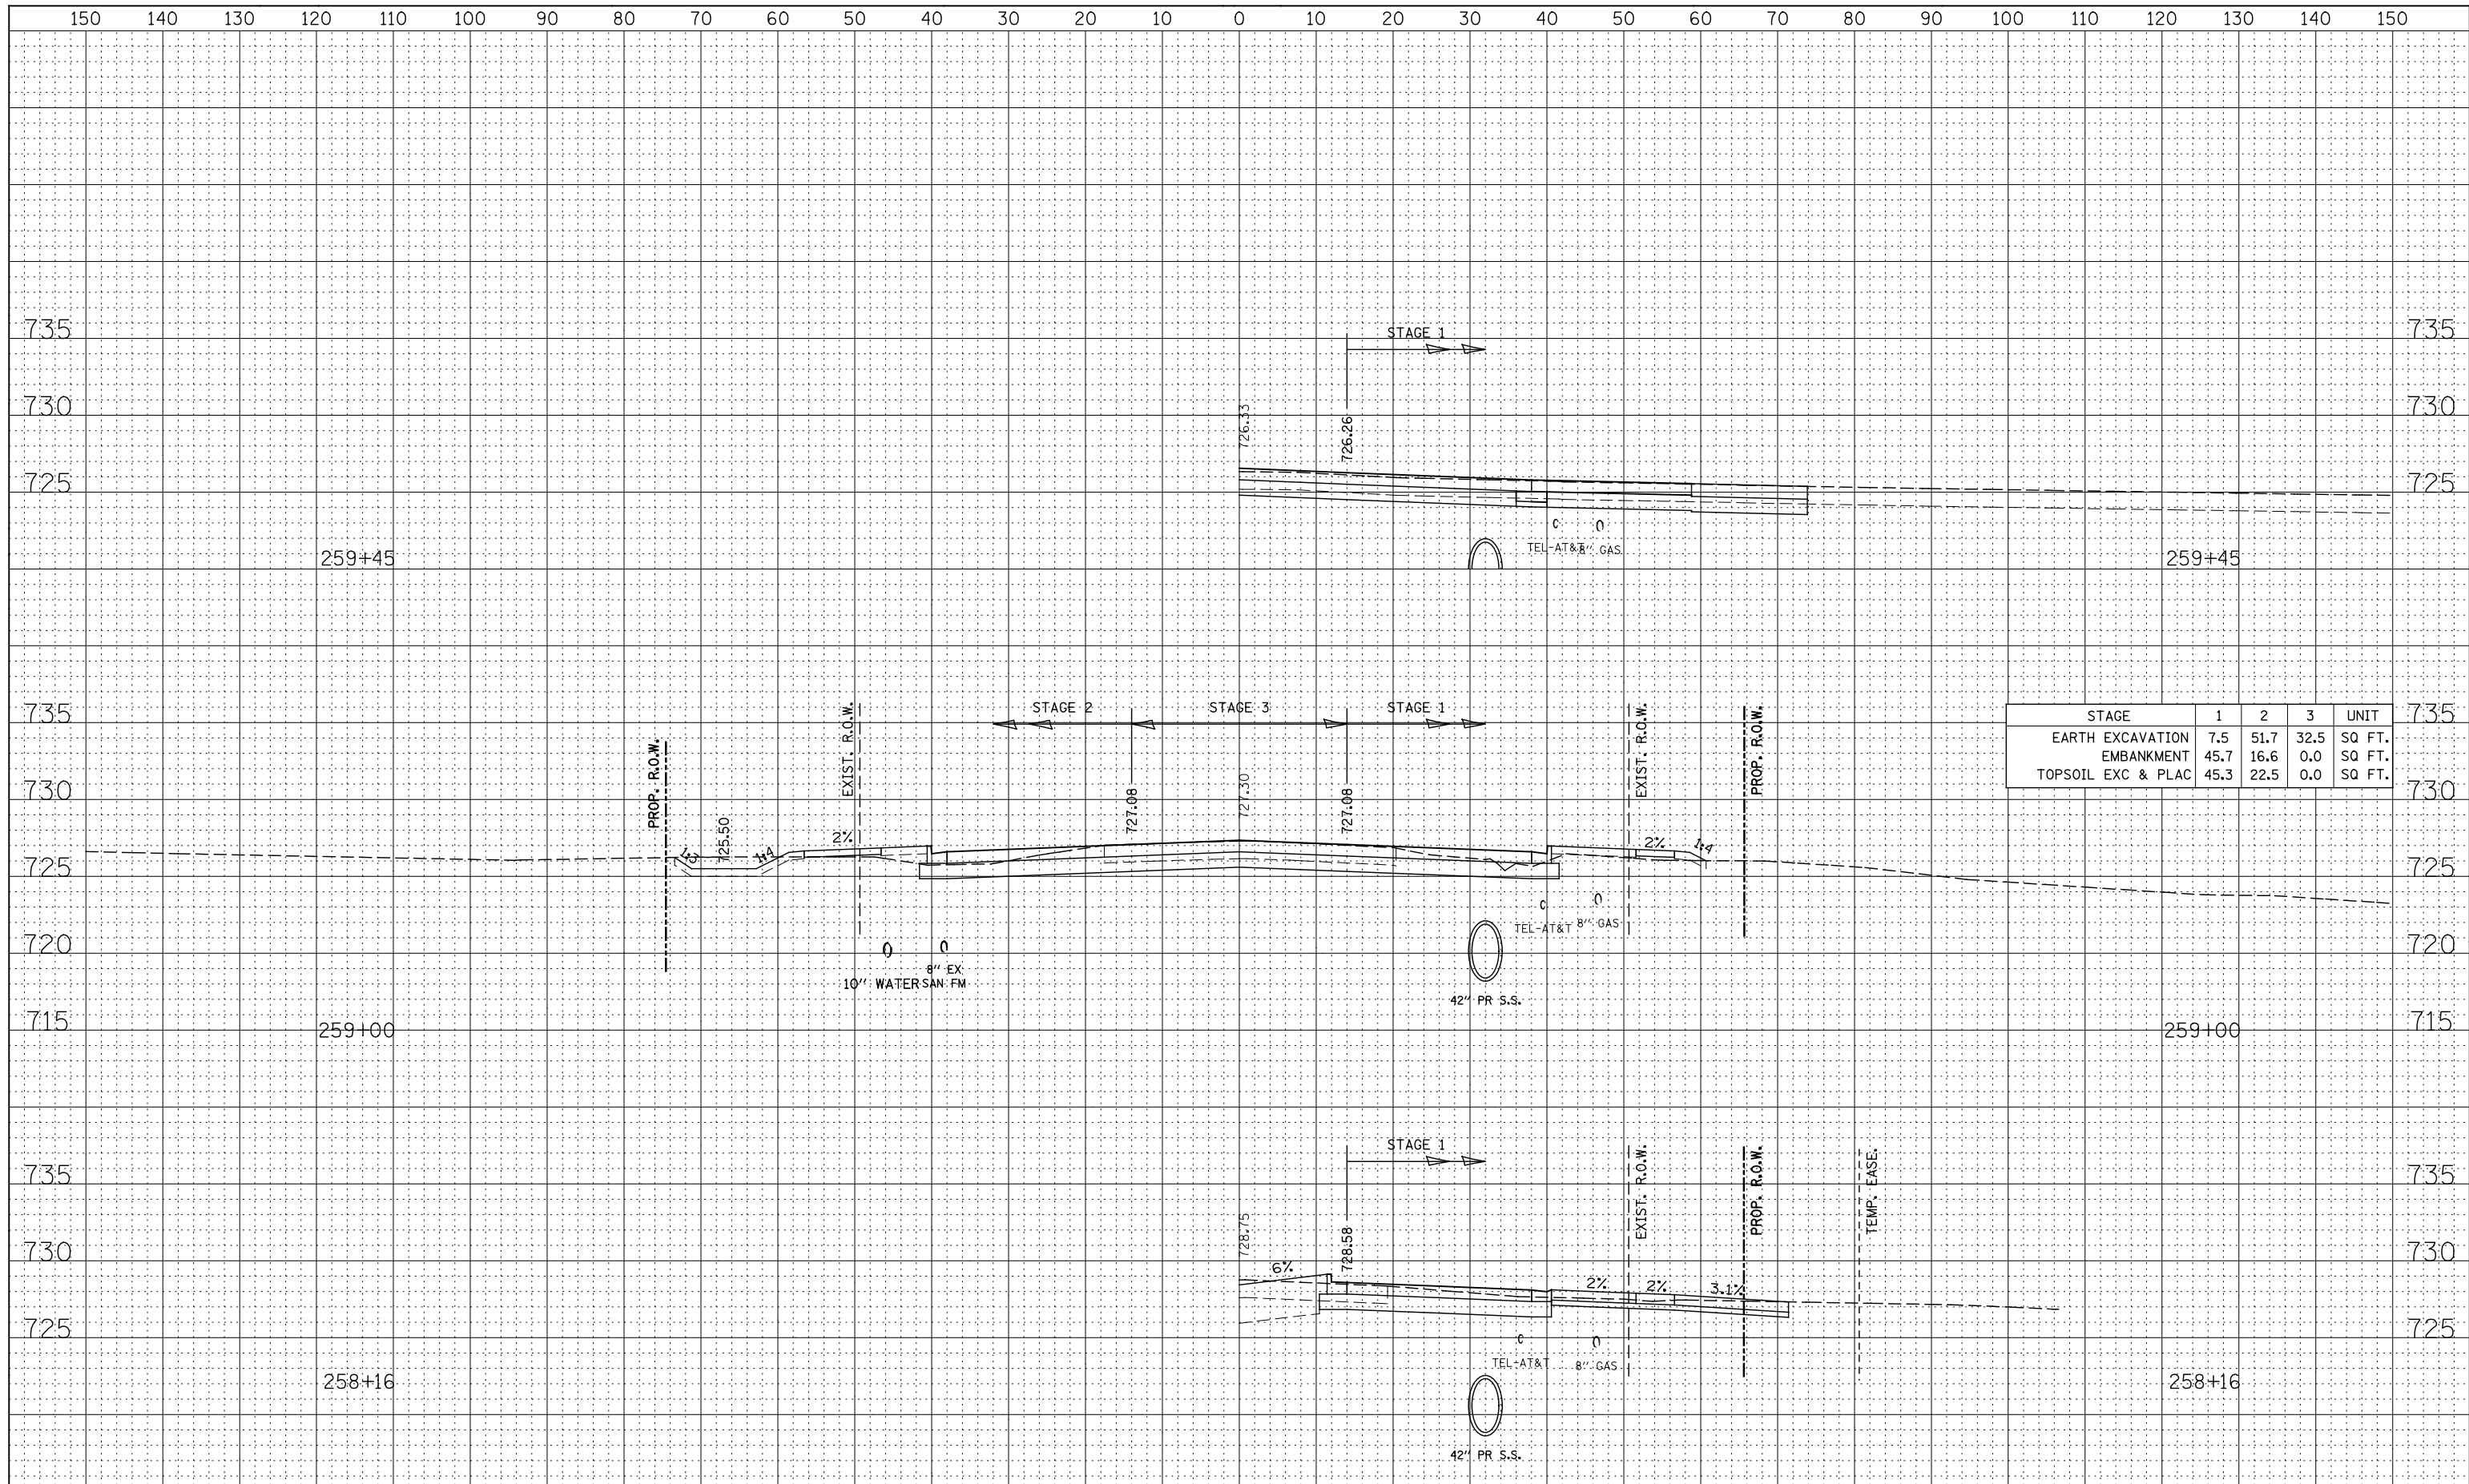 150 140 130 120 110 100 90 80 70 60 50 40 30 20 10 0 10 20 30 40 50 60 70 80 90 100 110 120 130 140 150
735 STAGE 1 735
730 726.33 726.26 730
725 725
TEL-AT&T 8" GAS
259+45 259+45
735 PROP. R.O.W. EXIST. R.O.W. STAGE 2 STAGE 3 STAGE 1 EXIST. R.O.W. PROP. R.O.W. 735
STAGE 1 2 3 UNIT
EARTH EXCAVATION 7.5 51.7 32.5 SQ FT.
EMBANKMENT 45.7 16.6 0.0 SQ FT.
TOPSOIL EXC & PLAC 45.3 22.5 0.0 SQ FT.
730 727.08 727.30 727.08 730
1:3 725.50 1:4 2% 2% 1:4
725 725
TEL-AT&T 8" GAS
720 720
8" EX
10" WATER SAN FM
42" PR S.S.
715 715
259+00 259+00
735 STAGE 1 EXIST. R.O.W. PROP. R.O.W. TEMP. EASE. 735
730 728.75 728.58 730
6% 2% 2% 3.1%
725 725
TEL-AT&T 8" GAS
258+16 258+16
42" PR S.S.